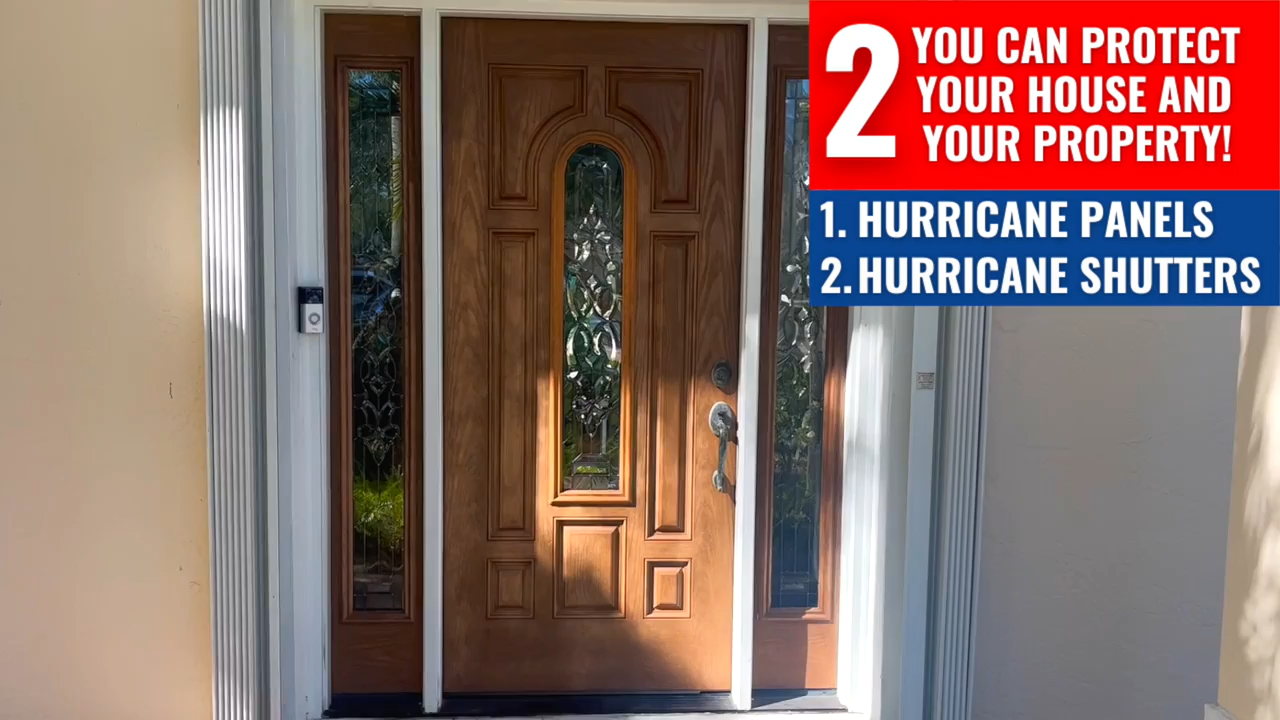 2
YOU CAN PROTECT
YOUR HOUSE AND
YOUR PROPERTY!
1. HURRICANE PANELS
2. HURRICANE SHUTTERS